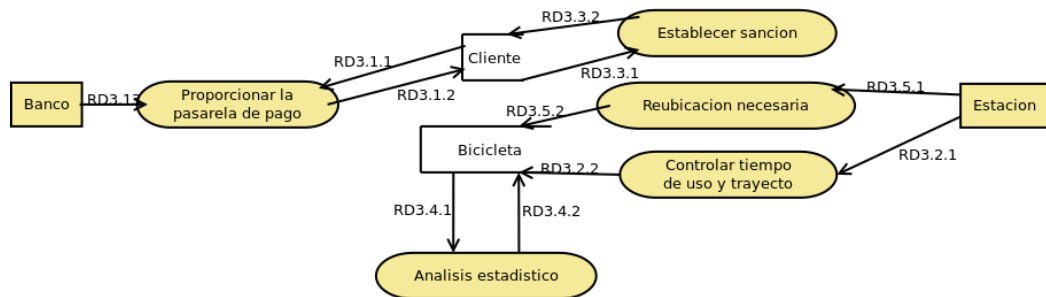 RD3.3.2
Establecer sancion
RD3.1.1
Cliente
RD3.3.1
Banco
RD3.13
Proporcionar la
pasarela de pago
RD3.1.2
Reubicacion necesaria
RD3.5.1
Estacion
RD3.5.2
Bicicleta
RD3.2.2
Controlar tiempo
de uso y trayecto
RD3.2.1
RD3.4.1
RD3.4.2
Analisis estadistico